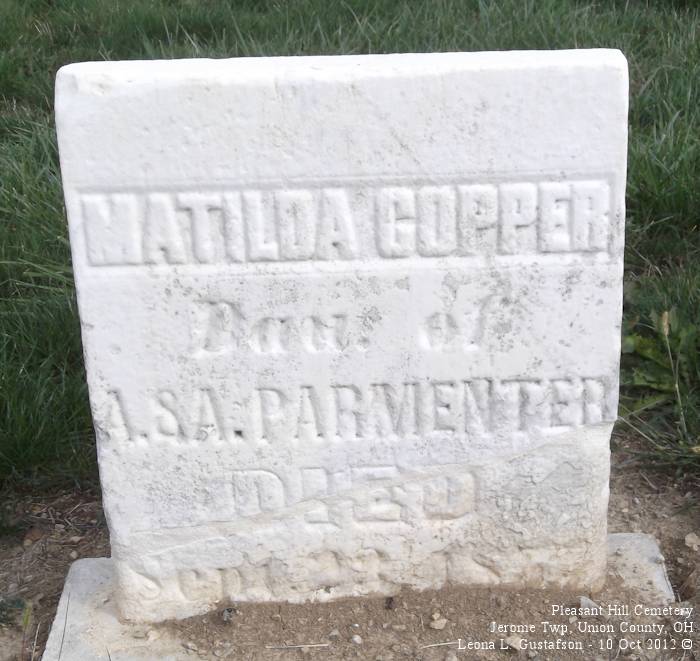 MATILDA COPPER
Dau. of
A. & A. PARMENTER
DIED
Sept.
Pleasant Hill Cemetery
Jerome Twp, Union County, OH
Leona L. Gustafson - 10 Oct 2012 ©